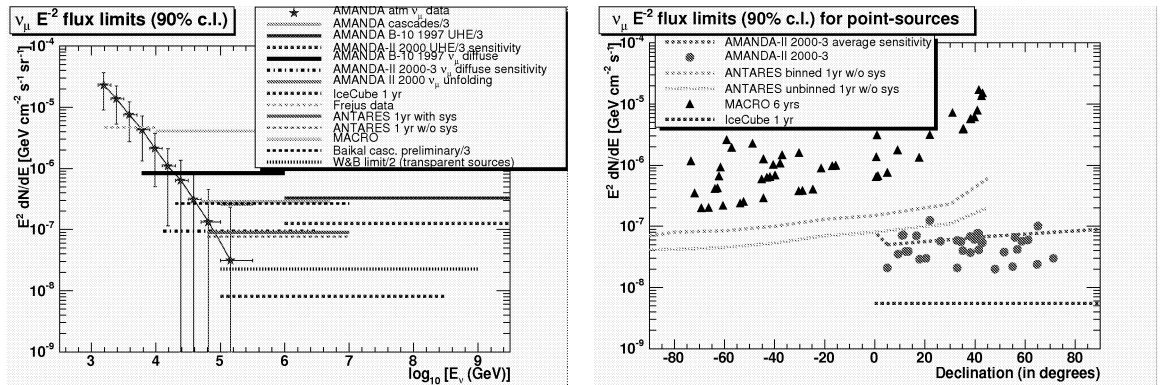 ν_μ E^-2 flux limits (90% c.l.)
AMANDA atm ν_μ data
AMANDA cascades/3
AMANDA B-10 1997 UHE/3
AMANDA-II 2000 UHE/3 sensitivity
AMANDA B-10 1997 ν_μ diffuse
AMANDA-II 2000-3 ν_μ diffuse sensitivity
AMANDA II 2000 ν_μ unfolding
IceCube 1 yr
Frejus data
ANTARES 1yr with sys
ANTARES 1 yr w/o sys
MACRO
Baikal casc. preliminary/3
W&B limit/2 (transparent sources)
E^2 dN/dE [GeV cm^-2 s^-1 sr^-1]
10^-4
10^-5
10^-6
10^-7
10^-8
10^-9
3 4 5 6 7 8 9
log_10 [E_ν (GeV)]
ν_μ E^-2 flux limits (90% c.l.) for point-sources
AMANDA-II 2000-3 average sensitivity
AMANDA-II 2000-3
ANTARES binned 1yr w/o sys
ANTARES unbinned 1yr w/o sys
MACRO 6 yrs
IceCube 1 yr
E^2 dN/dE [GeV cm^-2 s^-1]
10^-4
10^-5
10^-6
10^-7
10^-8
10^-9
-80 -60 -40 -20 0 20 40 60 80
Declination (in degrees)